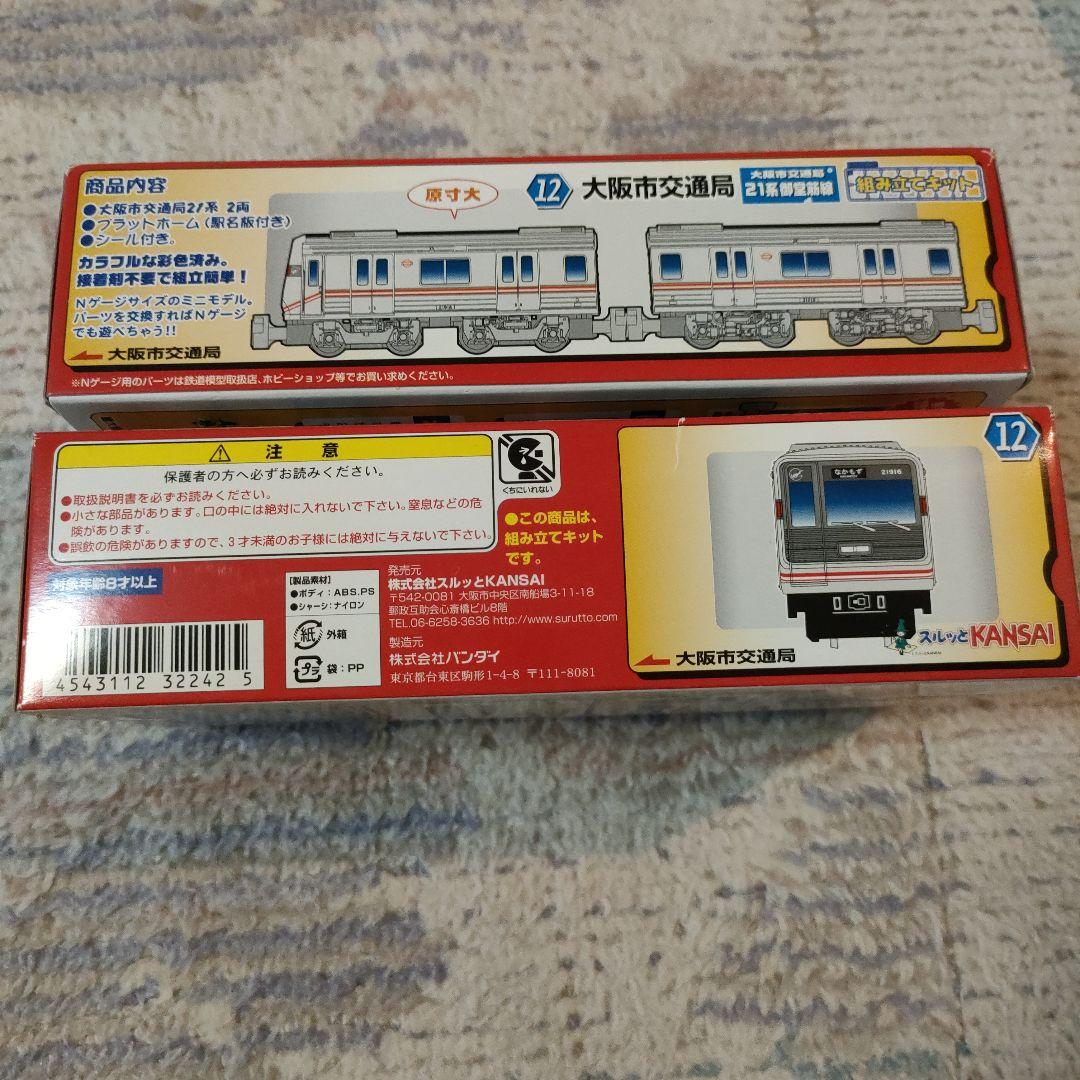 商品内容
●大阪市交通局21系 2両
●プラットホーム(駅名版付き)
●シール付き。
カラフルな彩色済み。
接着剤不要で組立簡単!
Nゲージサイズのミニモデル。
パーツを交換すればNゲージ
でも遊べちゃう!!
大阪市交通局
※Nゲージ用のパーツは鉄道模型取扱店、ホビーショップ等でお買い求めください。
原寸大
12
大阪市交通局
大阪市交通局
21系御堂筋線
組み立てキット
注意
保護者の方へ必ずお読みください。
●取扱説明書を必ずお読みください。
●小さな部品があります。口の中には絶対に入れないで下さい。窒息などの危
険があります。
●誤飲の危険がありますので、3才未満のお子様には絶対に与えないで下さい。
くちにいれない
●この商品は、
組み立てキット
です。
対象年齢8才以上
【製品素材】
●ボディ:ABS.PS
●シャーシ:ナイロン
紙 外箱
プラ 袋:PP
発売元
株式会社スルッとKANSAI
〒542-0081 大阪市中央区南船場3-11-18
郵政互助会心斎橋ビル8階
TEL.06-6258-3636 http://www.surutto.com
製造元
株式会社バンダイ
東京都台東区駒形1-4-8 〒111-8081
4543112 322425
12
なかもず
21916
大阪市交通局
スルッとKANSAI